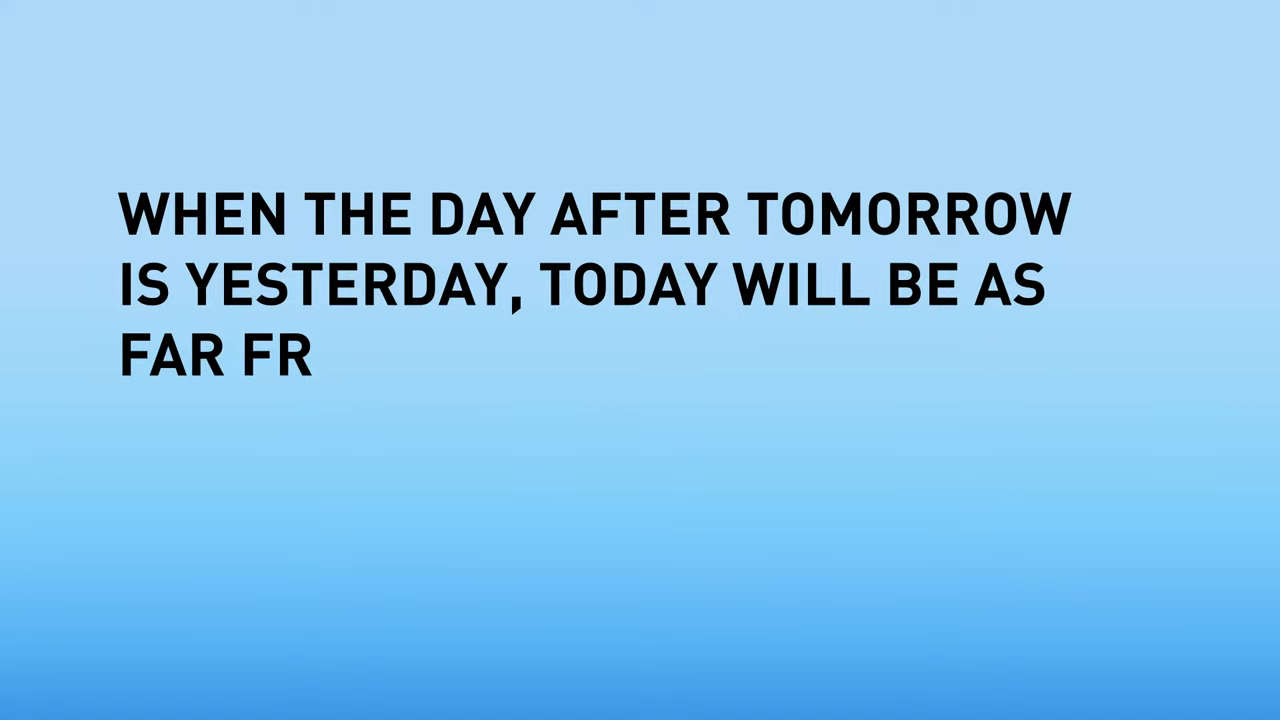 WHEN THE DAY AFTER TOMORROW
IS YESTERDAY, TODAY WILL BE AS
FAR FR